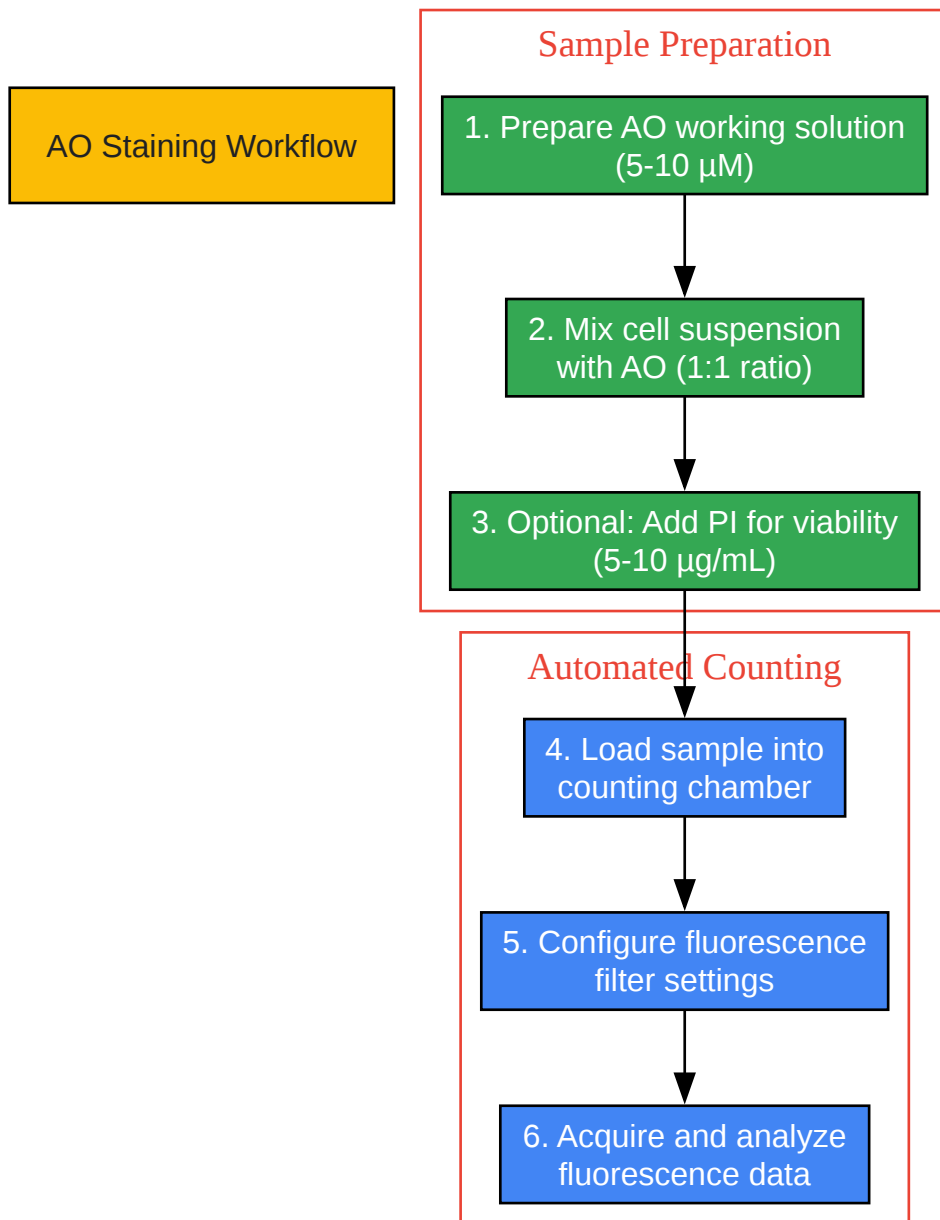 AO Staining Workflow
Sample Preparation
1. Prepare AO working solution
(5-10 µM)
2. Mix cell suspension
with AO (1:1 ratio)
3. Optional: Add PI for viability
(5-10 µg/mL)
Automated Counting
4. Load sample into
counting chamber
5. Configure fluorescence
filter settings
6. Acquire and analyze
fluorescence data